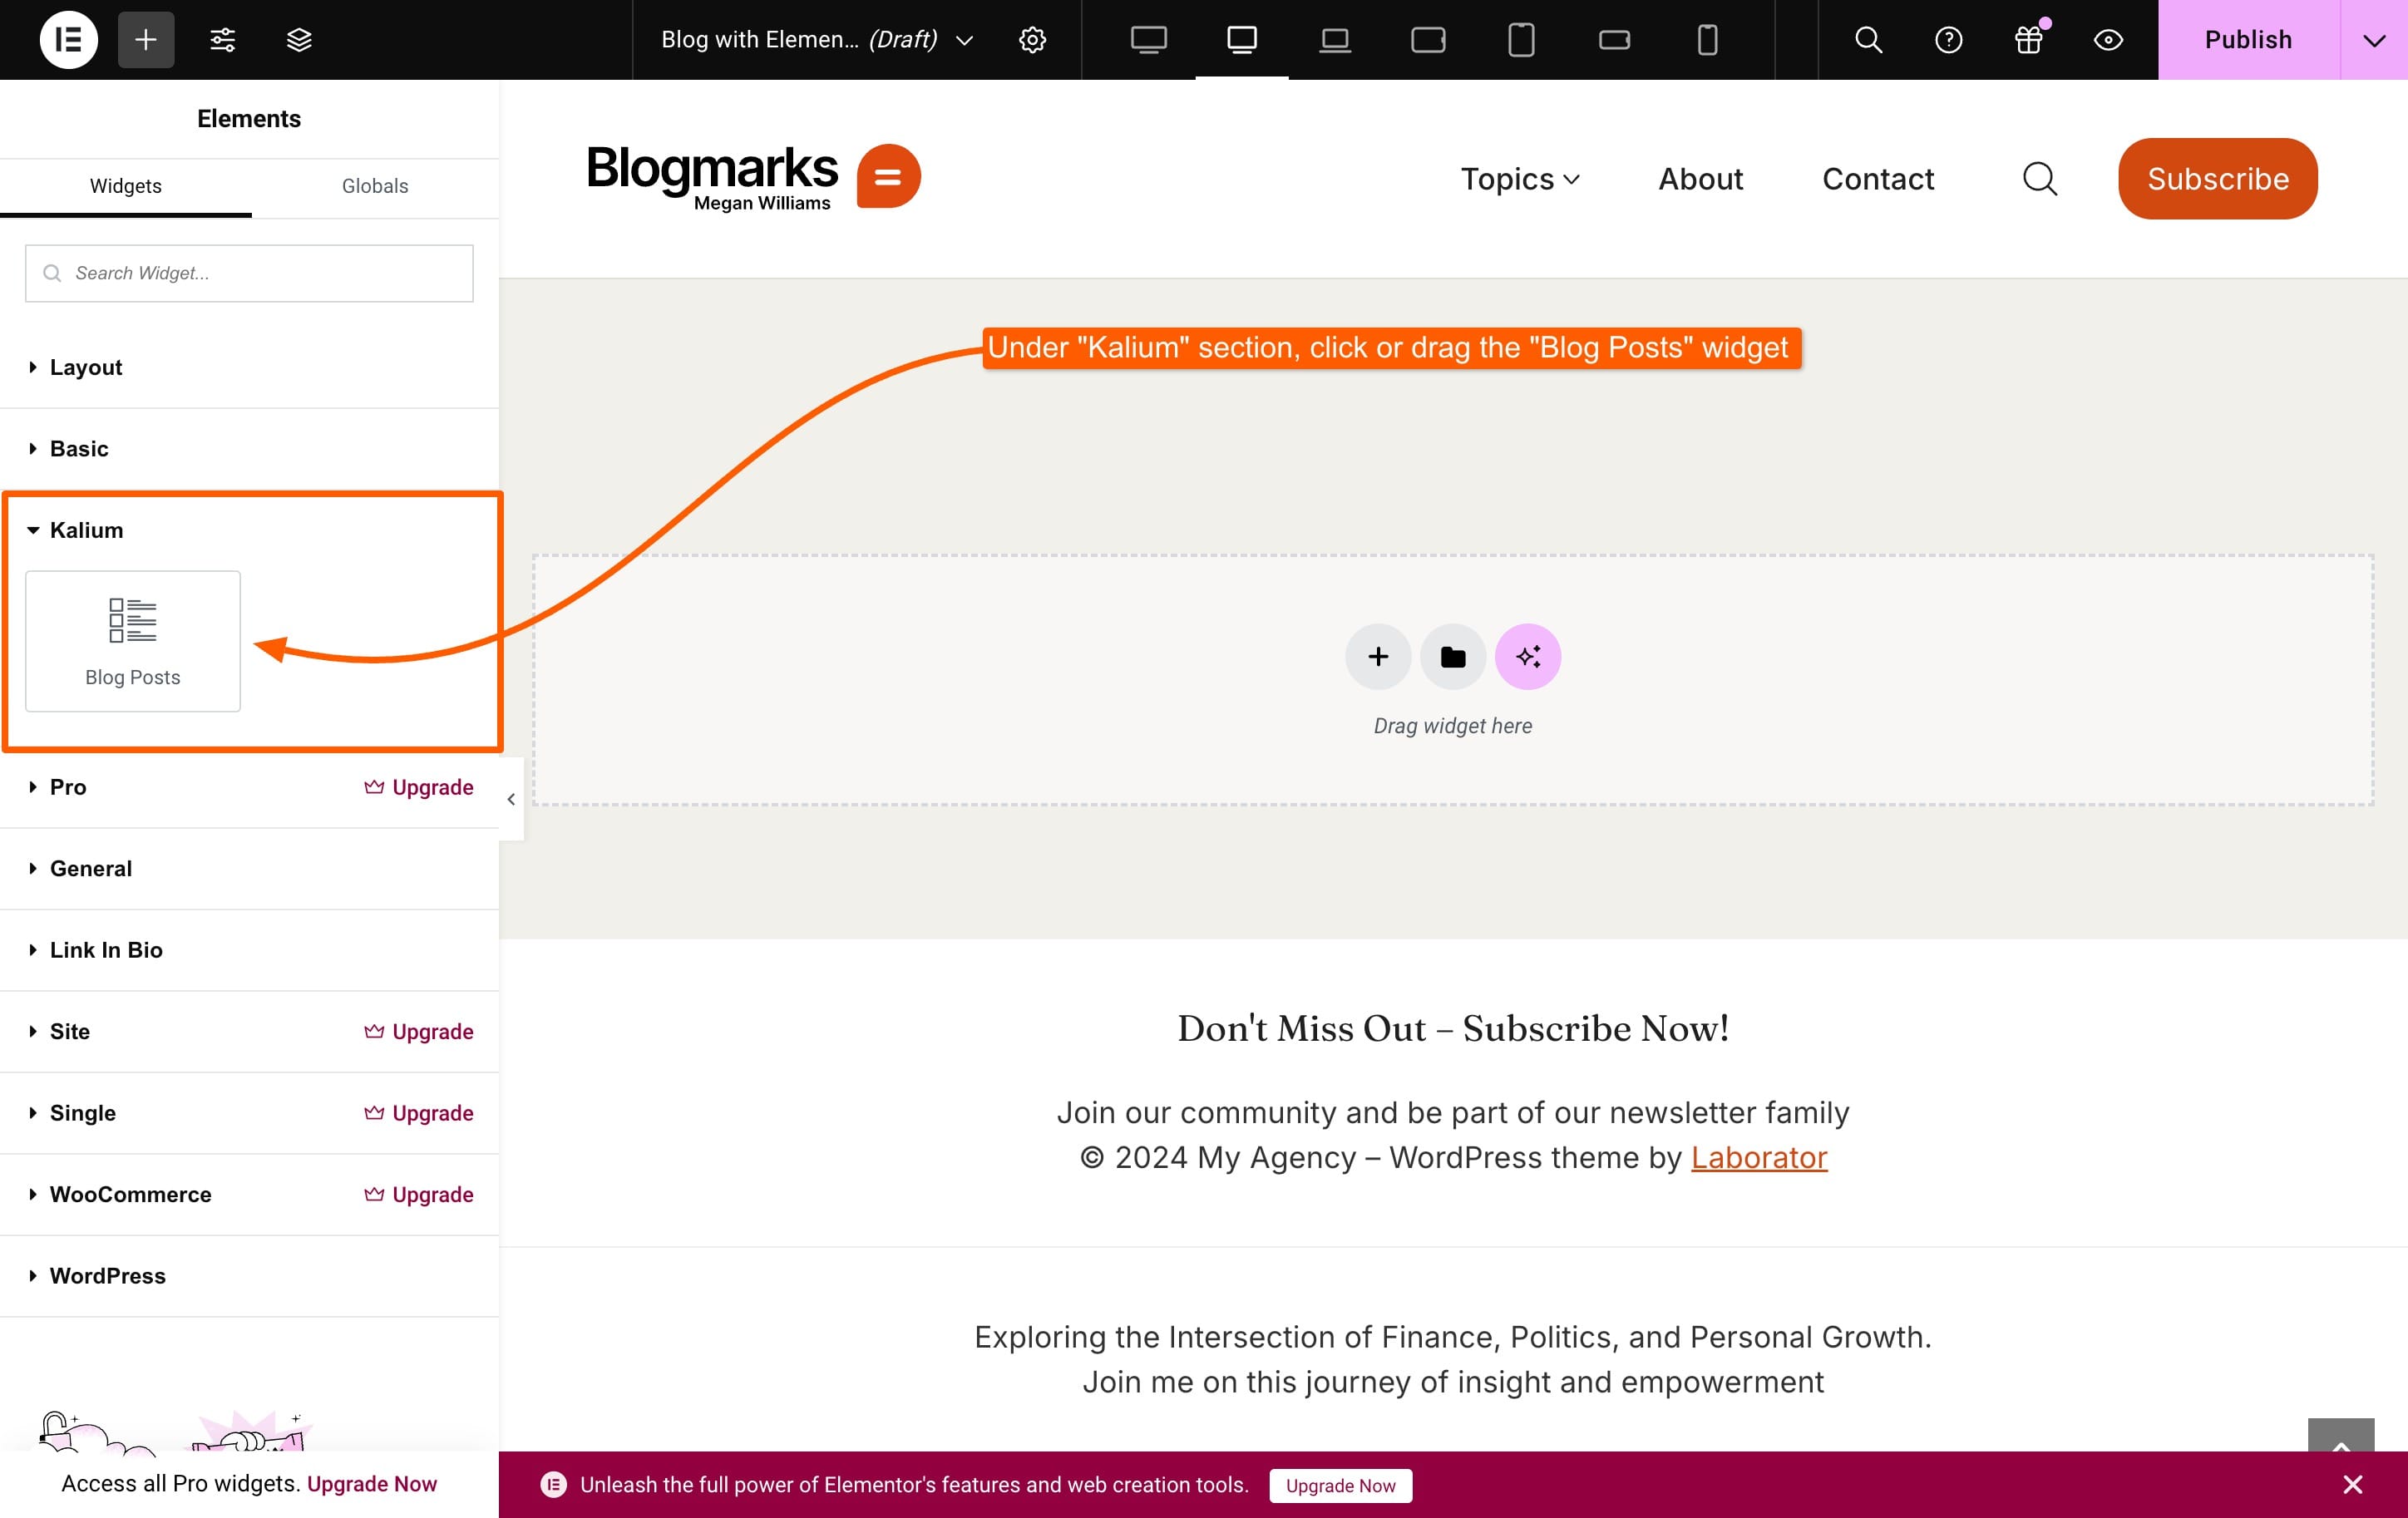 Blog with Elemen... (Draft)
Publish
Elements
Widgets
Globals
Search Widget...
Layout
Basic
Kalium
Blog Posts
Pro
Upgrade
General
Link In Bio
Site
Upgrade
Single
Upgrade
WooCommerce
Upgrade
WordPress
Access all Pro widgets. Upgrade Now
Blogmarks
Megan Williams
Topics
About
Contact
Subscribe
Under "Kalium" section, click or drag the "Blog Posts" widget
Drag widget here
Don't Miss Out – Subscribe Now!
Join our community and be part of our newsletter family
© 2024 My Agency – WordPress theme by Laborator
Exploring the Intersection of Finance, Politics, and Personal Growth.
Join me on this journey of insight and empowerment
Unleash the full power of Elementor's features and web creation tools.
Upgrade Now